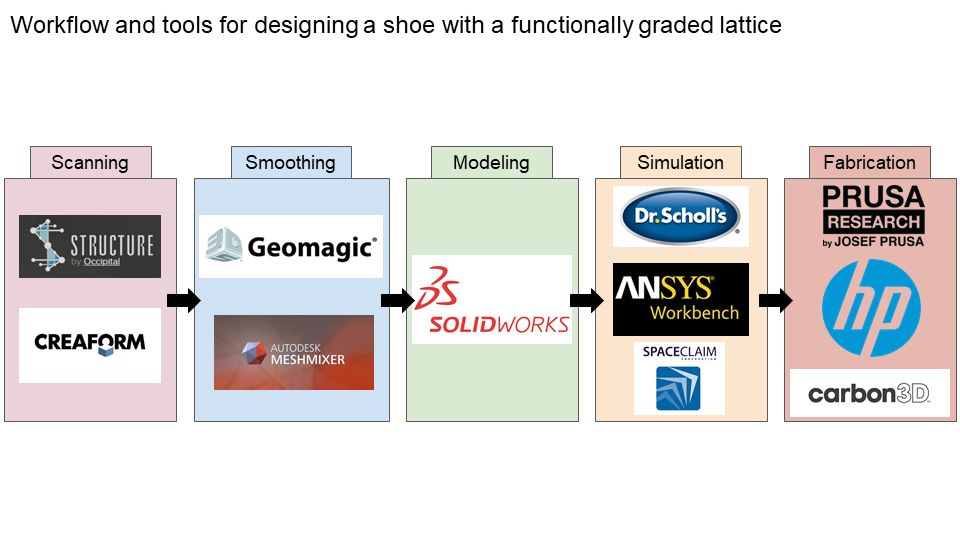 Workflow and tools for designing a shoe with a functionally graded lattice
Scanning
STRUCTURE
by Occipital
CREAFORM
Smoothing
3D
Geomagic®
AUTODESK
MESHMIXER
Modeling
3DS
SOLIDWORKS
Simulation
Dr.Scholl's®
ANSYS®
Workbench
SPACECLAIM
CORPORATION
Fabrication
PRUSA
RESEARCH
by JOSEF PRUSA
hp
carbon3D